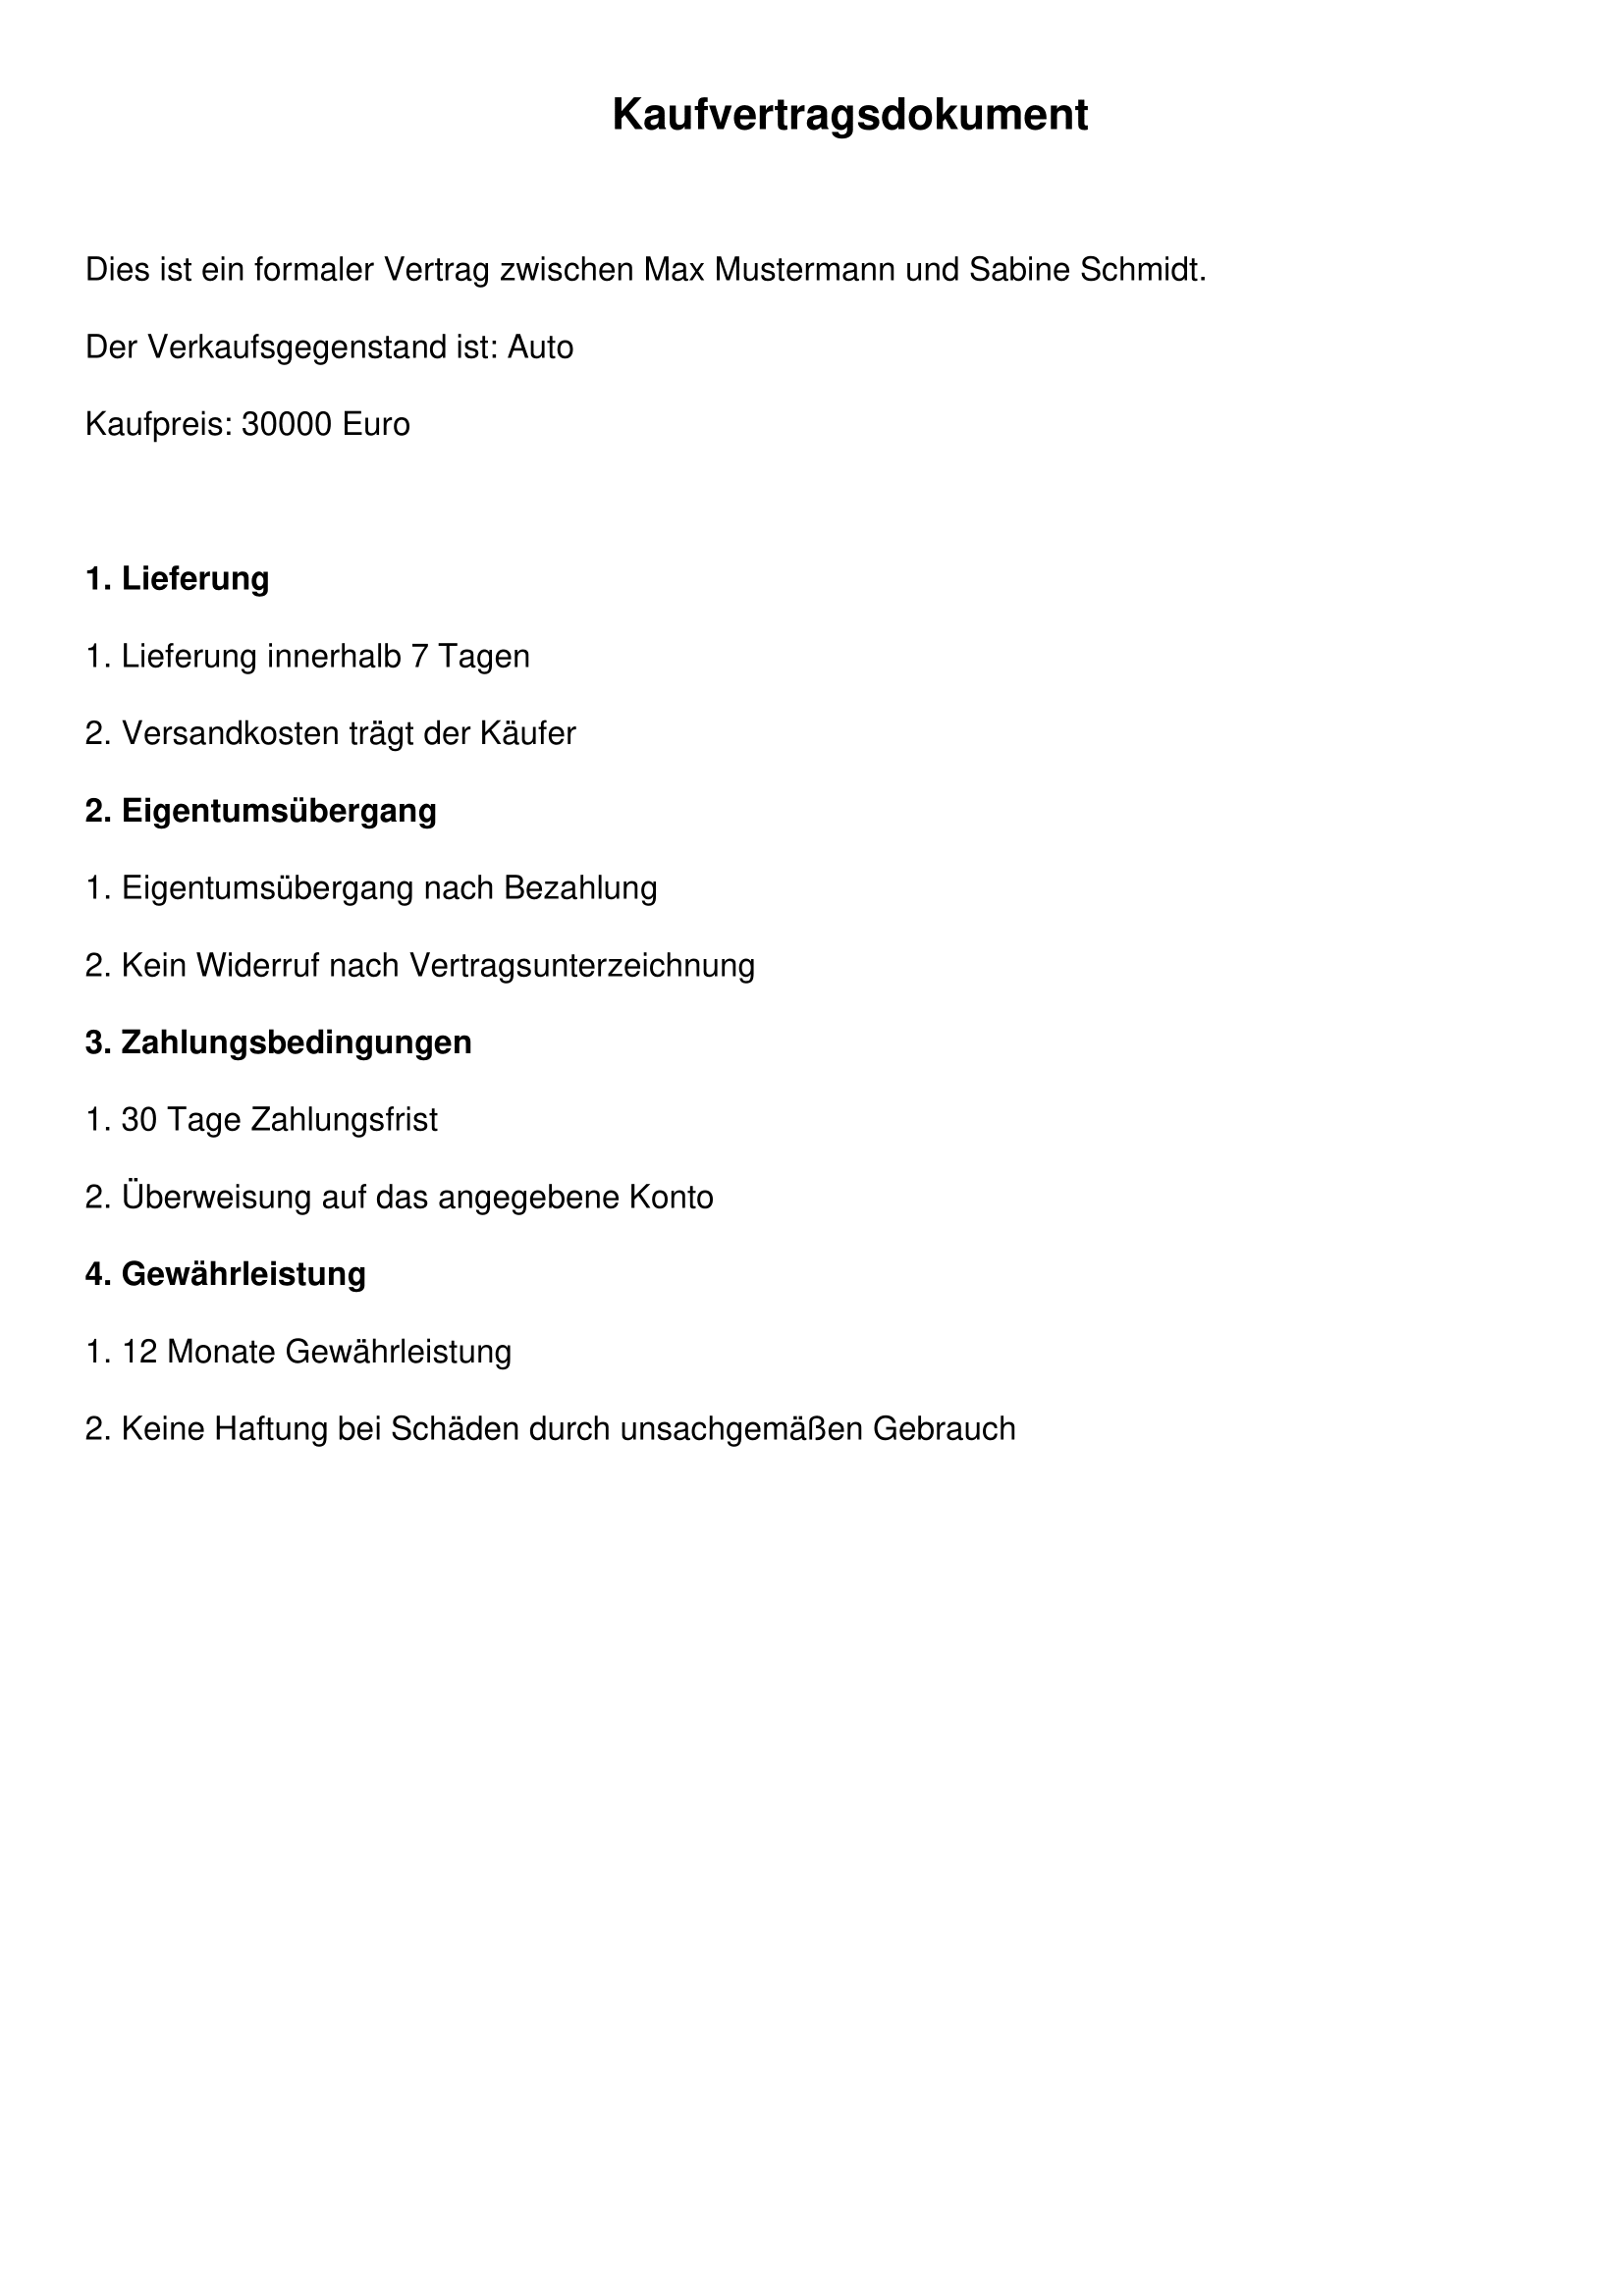 Kaufvertragsdokument
Dies ist ein formaler Vertrag zwischen Max Mustermann und Sabine Schmidt.
Der Verkaufsgegenstand ist: Auto
Kaufpreis: 30000 Euro
1. Lieferung
1. Lieferung innerhalb 7 Tagen
2. Versandkosten trägt der Käufer
2. Eigentumsübergang
1. Eigentumsübergang nach Bezahlung
2. Kein Widerruf nach Vertragsunterzeichnung
3. Zahlungsbedingungen
1. 30 Tage Zahlungsfrist
2. Überweisung auf das angegebene Konto
4. Gewährleistung
1. 12 Monate Gewährleistung
2. Keine Haftung bei Schäden durch unsachgemäßen Gebrauch